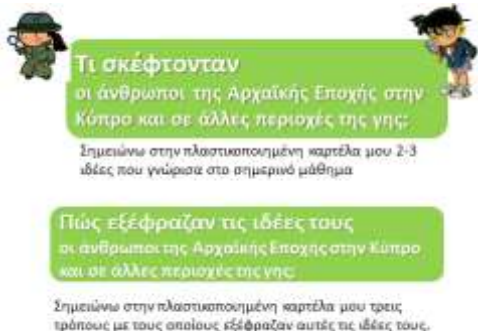 Τι σκέφτονταν
οι άνθρωποι της Αρχαϊκής Εποχής στην
Κύπρο και σε άλλες περιοχές της γης;
Σημειώνω στην πλαστικοποιημένη καρτέλα μου 2-3
ιδέες που γνώρισα στο σημερινό μάθημα
Πώς εξέφραζαν τις ιδέες τους
οι άνθρωποι της Αρχαϊκής Εποχής στην Κύπρο
και σε άλλες περιοχές της γης;
Σημειώνω στην πλαστικοποιημένη καρτέλα μου τρεις
τρόπους με τους οποίους εξέφραζαν αυτές τις ιδέες τους.